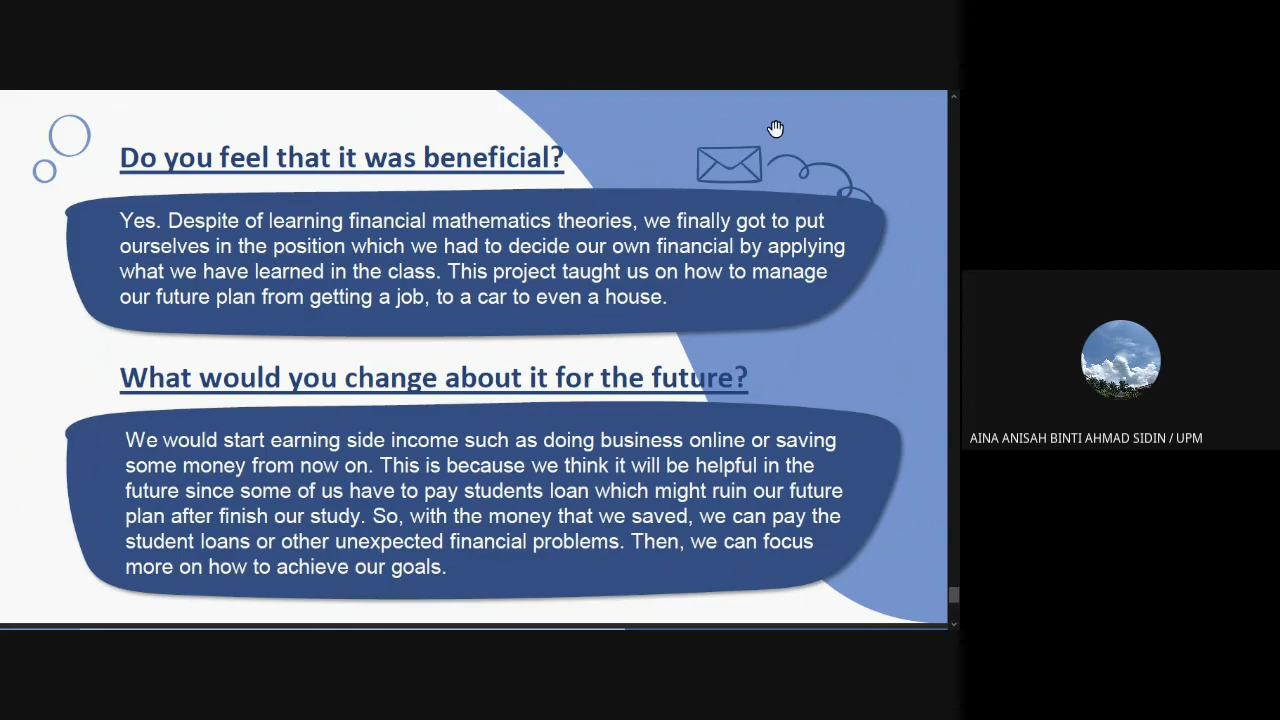 Do you feel that it was beneficial?
Yes. Despite of learning financial mathematics theories, we finally got to put
ourselves in the position which we had to decide our own financial by applying
what we have learned in the class. This project taught us on how to manage
our future plan from getting a job, to a car to even a house.
What would you change about it for the future?
We would start earning side income such as doing business online or saving
some money from now on. This is because we think it will be helpful in the
future since some of us have to pay students loan which might ruin our future
plan after finish our study. So, with the money that we saved, we can pay the
student loans or other unexpected financial problems. Then, we can focus
more on how to achieve our goals.
AINA ANISAH BINTI AHMAD SIDIN / UPM